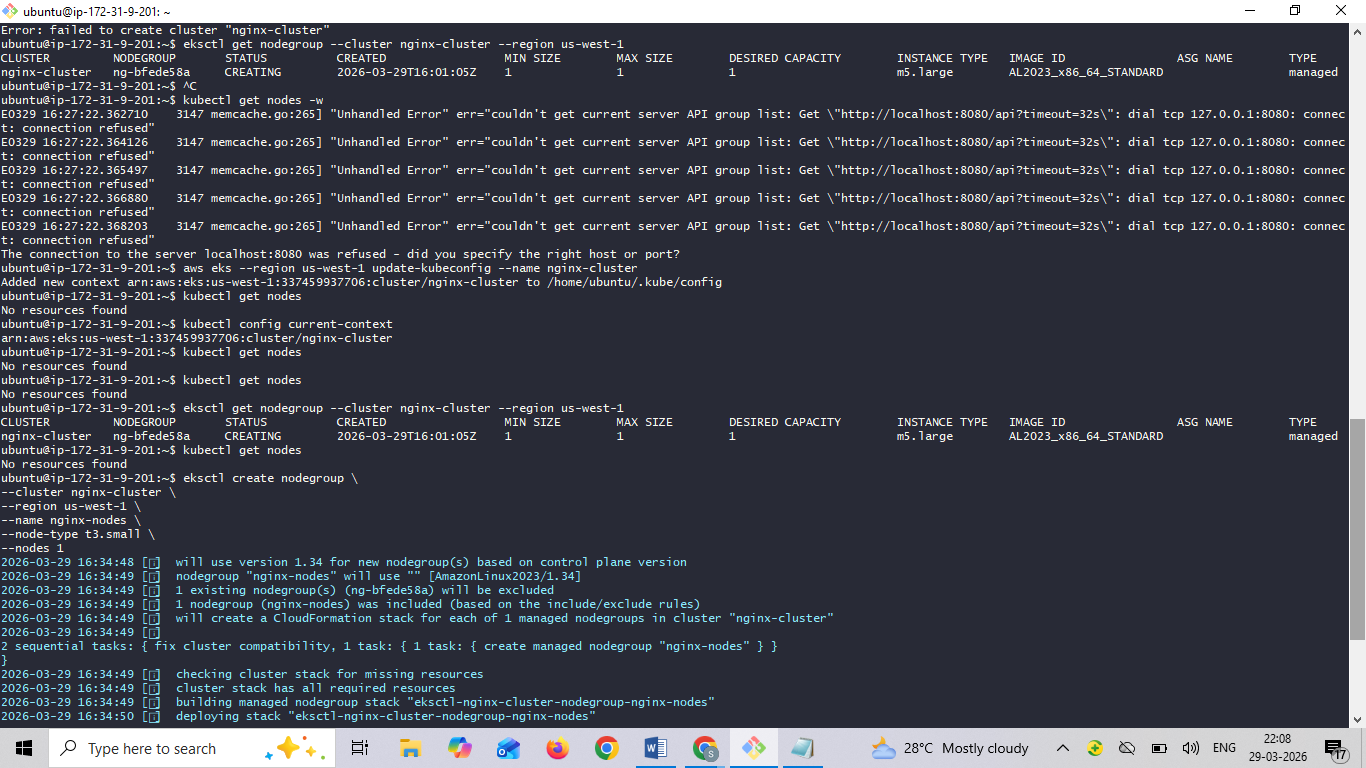 ubuntu@ip-172-31-9-201: ~
Error: failed to create cluster "nginx-cluster"
ubuntu@ip-172-31-9-201:~$ eksctl get nodegroup --cluster nginx-cluster --region us-west-1
CLUSTER NODEGROUP STATUS CREATED MIN SIZE MAX SIZE DESIRED CAPACITY INSTANCE TYPE IMAGE ID ASG NAME TYPE
nginx-cluster ng-bfede58a CREATING 2026-03-29T16:01:05Z 1 1 1 m5.large AL2023_x86_64_STANDARD managed
ubuntu@ip-172-31-9-201:~$ ^C
ubuntu@ip-172-31-9-201:~$ kubectl get nodes -w
E0329 16:27:22.362710 3147 memcache.go:265] "Unhandled Error" err="couldn't get current server API group list: Get \"http://localhost:8080/api?timeout=32s\": dial tcp 127.0.0.1:8080: connec
t: connection refused"
E0329 16:27:22.364126 3147 memcache.go:265] "Unhandled Error" err="couldn't get current server API group list: Get \"http://localhost:8080/api?timeout=32s\": dial tcp 127.0.0.1:8080: connec
t: connection refused"
E0329 16:27:22.365497 3147 memcache.go:265] "Unhandled Error" err="couldn't get current server API group list: Get \"http://localhost:8080/api?timeout=32s\": dial tcp 127.0.0.1:8080: connec
t: connection refused"
E0329 16:27:22.366880 3147 memcache.go:265] "Unhandled Error" err="couldn't get current server API group list: Get \"http://localhost:8080/api?timeout=32s\": dial tcp 127.0.0.1:8080: connec
t: connection refused"
E0329 16:27:22.368203 3147 memcache.go:265] "Unhandled Error" err="couldn't get current server API group list: Get \"http://localhost:8080/api?timeout=32s\": dial tcp 127.0.0.1:8080: connec
t: connection refused"
The connection to the server localhost:8080 was refused - did you specify the right host or port?
ubuntu@ip-172-31-9-201:~$ aws eks --region us-west-1 update-kubeconfig --name nginx-cluster
Added new context arn:aws:eks:us-west-1:337459937706:cluster/nginx-cluster to /home/ubuntu/.kube/config
ubuntu@ip-172-31-9-201:~$ kubectl get nodes
No resources found
ubuntu@ip-172-31-9-201:~$ kubectl config current-context
arn:aws:eks:us-west-1:337459937706:cluster/nginx-cluster
ubuntu@ip-172-31-9-201:~$ kubectl get nodes
No resources found
ubuntu@ip-172-31-9-201:~$ kubectl get nodes
No resources found
ubuntu@ip-172-31-9-201:~$ eksctl get nodegroup --cluster nginx-cluster --region us-west-1
CLUSTER NODEGROUP STATUS CREATED MIN SIZE MAX SIZE DESIRED CAPACITY INSTANCE TYPE IMAGE ID ASG NAME TYPE
nginx-cluster ng-bfede58a CREATING 2026-03-29T16:01:05Z 1 1 1 m5.large AL2023_x86_64_STANDARD managed
ubuntu@ip-172-31-9-201:~$ kubectl get nodes
No resources found
ubuntu@ip-172-31-9-201:~$ eksctl create nodegroup \
--cluster nginx-cluster \
--region us-west-1 \
--name nginx-nodes \
--node-type t3.small \
--nodes 1
2026-03-29 16:34:48 [i] will use version 1.34 for new nodegroup(s) based on control plane version
2026-03-29 16:34:49 [i] nodegroup "nginx-nodes" will use "" [AmazonLinux2023/1.34]
2026-03-29 16:34:49 [i] 1 existing nodegroup(s) (ng-bfede58a) will be excluded
2026-03-29 16:34:49 [i] 1 nodegroup (nginx-nodes) was included (based on the include/exclude rules)
2026-03-29 16:34:49 [i] will create a CloudFormation stack for each of 1 managed nodegroups in cluster "nginx-cluster"
2026-03-29 16:34:49 [i]
2 sequential tasks: { fix cluster compatibility, 1 task: { 1 task: { create managed nodegroup "nginx-nodes" } }
}
2026-03-29 16:34:49 [i] checking cluster stack for missing resources
2026-03-29 16:34:49 [i] cluster stack has all required resources
2026-03-29 16:34:49 [i] building managed nodegroup stack "eksctl-nginx-cluster-nodegroup-nginx-nodes"
2026-03-29 16:34:50 [i] deploying stack "eksctl-nginx-cluster-nodegroup-nginx-nodes"
Type here to search
28°C Mostly cloudy
ENG
22:08
29-03-2026
17